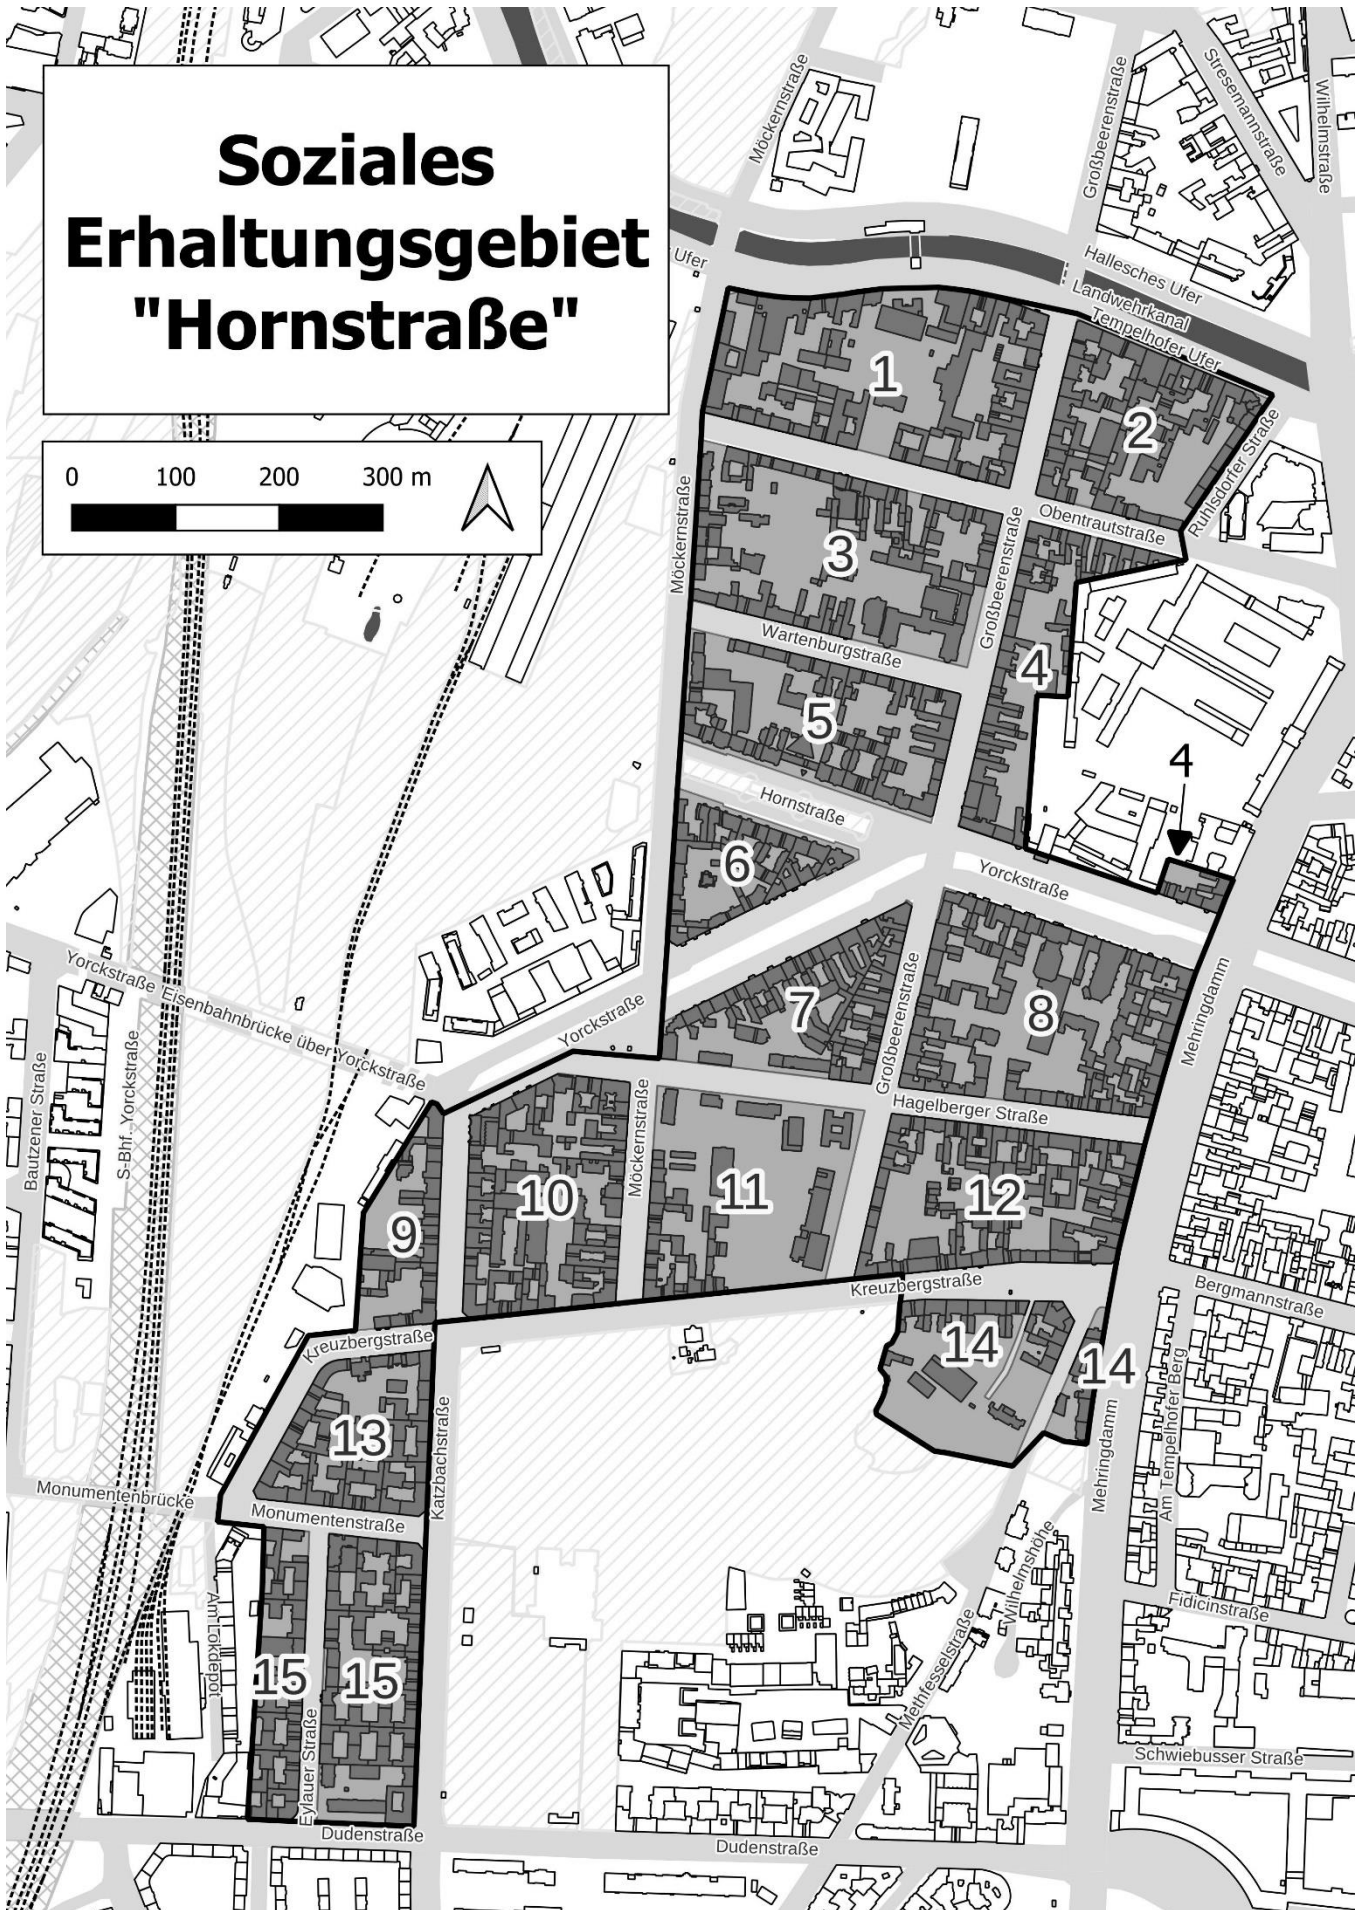 Soziales
Erhaltungsgebiet
"Hornstraße"
0 100 200 300 m
Möckernstraße
Großbeerenstraße
Stresemannstraße
Wilhelmstraße
Ufer
Hallesches Ufer
Landwehrkanal
Tempelhofer Ufer
1
2
Ruhlsdorfer Straße
Obentrautstraße
Möckernstraße
3
Großbeerenstraße
Wartenburgstraße
4
5
4
Hornstraße
6
Yorckstraße
Yorckstraße
Eisenbahnbrücke über Yorckstraße
Yorckstraße
7
8
Großbeerenstraße
Mehringdamm
Bautzener Straße
S-Bhf. Yorckstraße
Hagelberger Straße
Möckernstraße
9
10
11
12
Kreuzbergstraße
Bergmannstraße
Kreuzbergstraße
14
14
Am Tempelhofer Berg
13
Katzbachstraße
Mehringdamm
Monumentenbrücke
Monumentenstraße
Am Lokdepot
Wilhelmshöhe
Fidicinstraße
15
15
Methfesselstraße
Eylauer Straße
Schwiebusser Straße
Dudenstraße
Dudenstraße